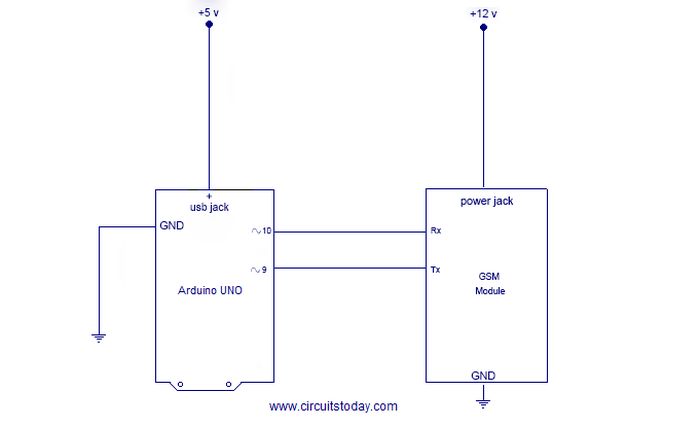 +5 v
+12 v
+
usb jack
power jack
GND
~10
Rx
~9
Tx
Arduino UNO
GSM
Module
GND
www.circuitstoday.com